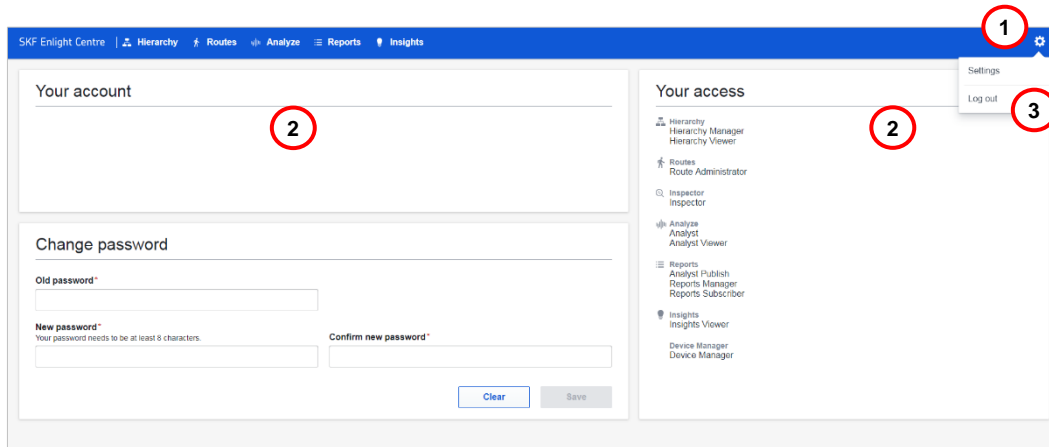 1
SKF Enlight Centre | Hierarchy Routes Analyze Reports Insights
Settings
Log out
3
Your account
2
Your access
2
Hierarchy
Hierarchy Manager
Hierarchy Viewer
Routes
Route Administrator
Inspector
Inspector
Analyze
Analyst
Analyst Viewer
Reports
Analyst Publish
Reports Manager
Reports Subscriber
Insights
Insights Viewer
Device Manager
Device Manager
Change password
Old password*
New password*
Your password needs to be at least 8 characters.
Confirm new password*
Clear
Save